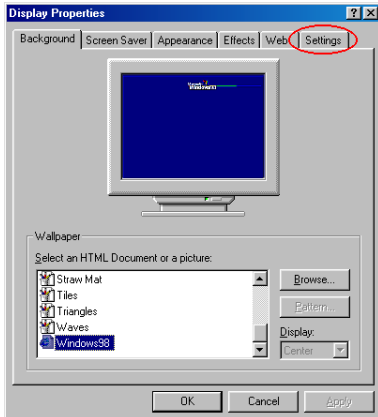 Display Properties
Background Screen Saver Appearance Effects Web Settings
Windows98
Wallpaper
Select an HTML Document or a picture:
Straw Mat
Tiles
Triangles
Waves
Windows98
Browse...
Pattern...
Display:
Center
OK Cancel Apply